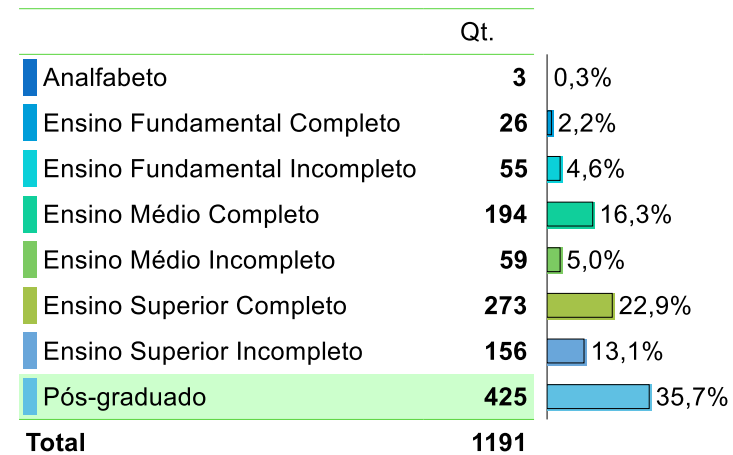 Qt.
Analfabeto 3 0,3%
Ensino Fundamental Completo 26 2,2%
Ensino Fundamental Incompleto 55 4,6%
Ensino Médio Completo 194 16,3%
Ensino Médio Incompleto 59 5,0%
Ensino Superior Completo 273 22,9%
Ensino Superior Incompleto 156 13,1%
Pós-graduado 425 35,7%
Total 1191